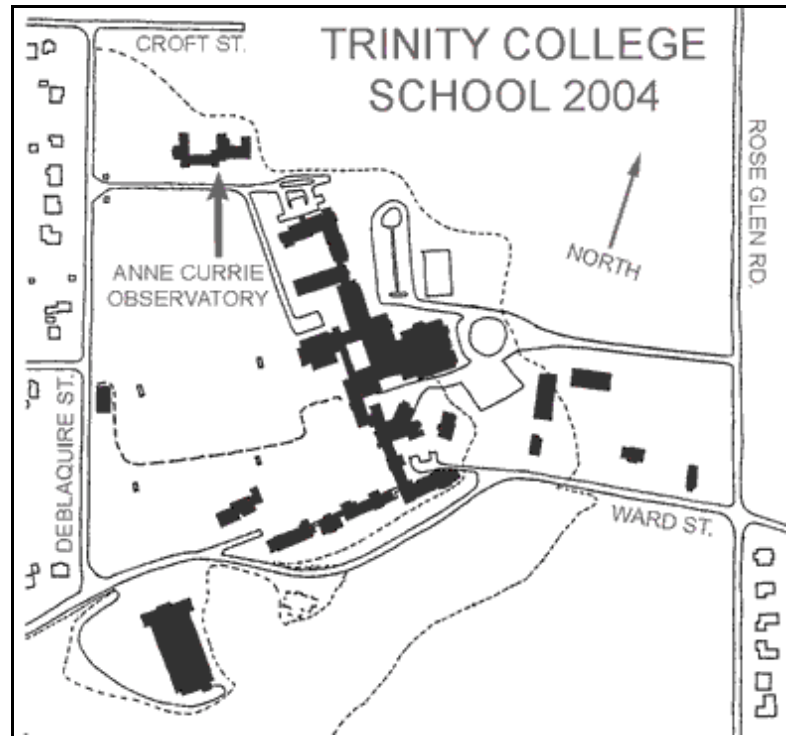 CROFT ST.
TRINITY COLLEGE
SCHOOL 2004
ROSE GLEN RD.
NORTH
ANNE CURRIE
OBSERVATORY
DEBLAQUIRE ST.
WARD ST.